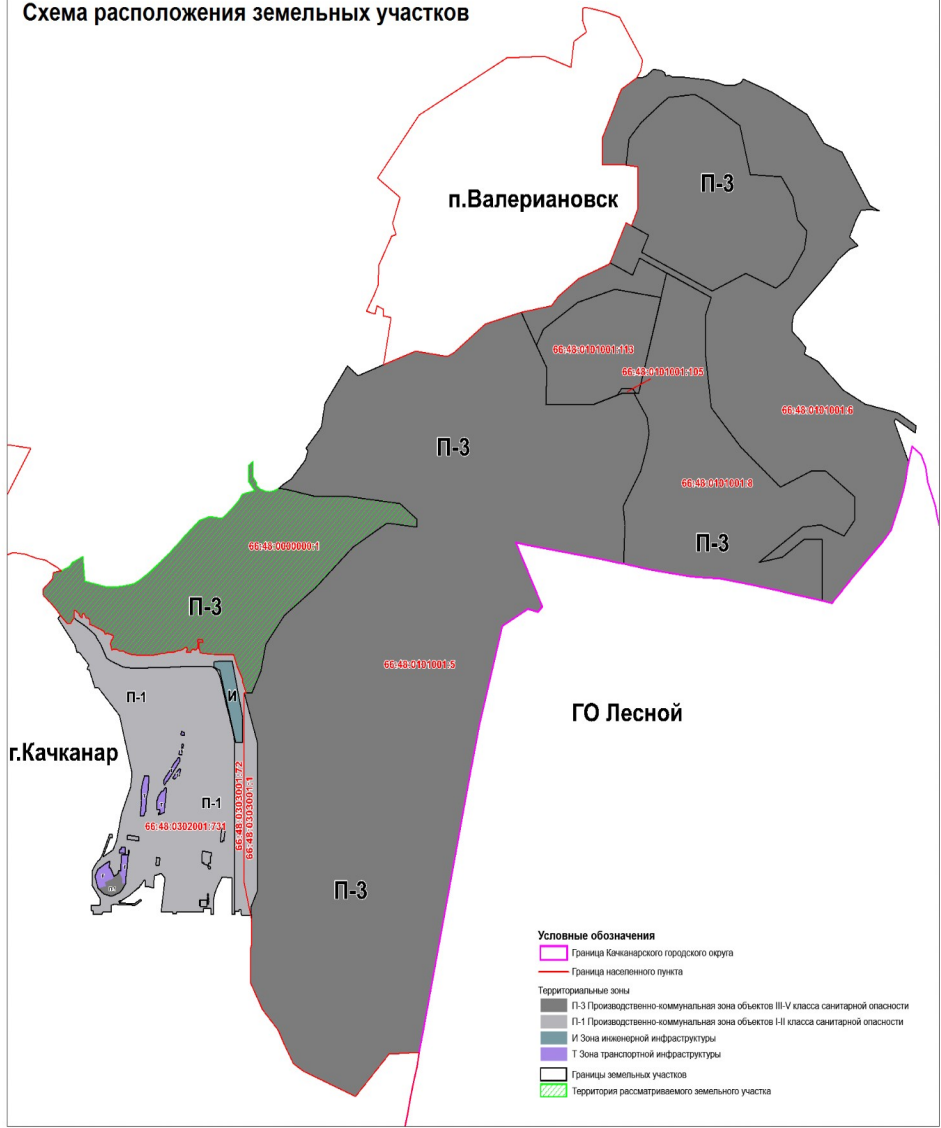 Схема расположения земельных участков
П-3
п.Валериановск
66:48:0101001:113
66:48:0101001:105
66:48:0101001:6
П-3
66:48:0101001:8
П-3
66:48:0000000:1
П-3
66:48:0101001:5
П-1
И
ГО Лесной
г.Качканар
66:48:0303001:72
66:48:0303001:1
П-1
66:48:0302001:731
П-3
Условные обозначения
Граница Качканарского городского округа
Граница населенного пункта
Территориальные зоны
П-3 Производственно-коммунальная зона объектов III-V класса санитарной опасности
П-1 Производственно-коммунальная зона объектов I-II класса санитарной опасности
И Зона инженерной инфраструктуры
Т Зона транспортной инфраструктуры
Границы земельных участков
Территория рассматриваемого земельного участка